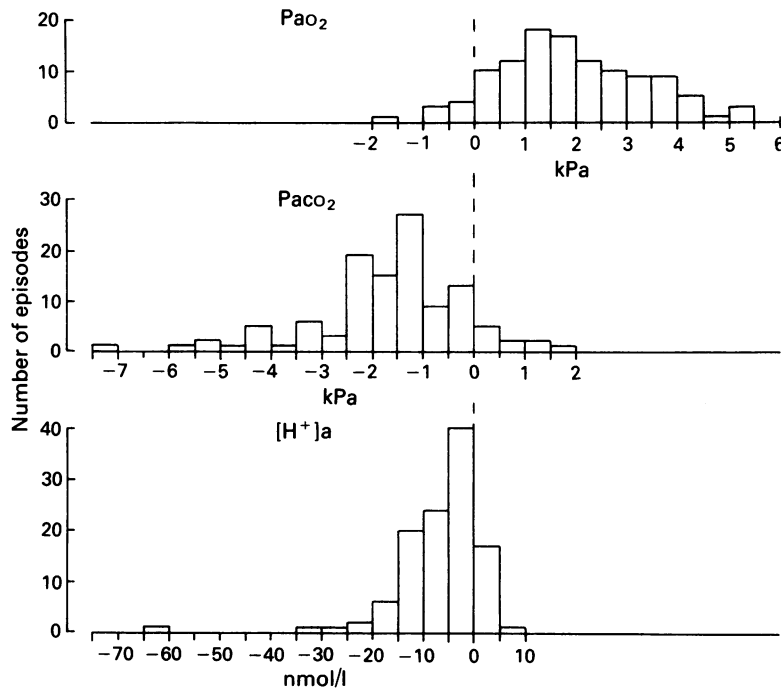 Pao₂
20
10
0
−2 −1 0 1 2 3 4 5 6
kPa
Number of episodes
Paco₂
30
20
10
0
−7 −6 −5 −4 −3 −2 −1 0 1 2
kPa
[H⁺]a
40
30
20
10
0
−70 −60 −50 −40 −30 −20 −10 0 10
nmol/l